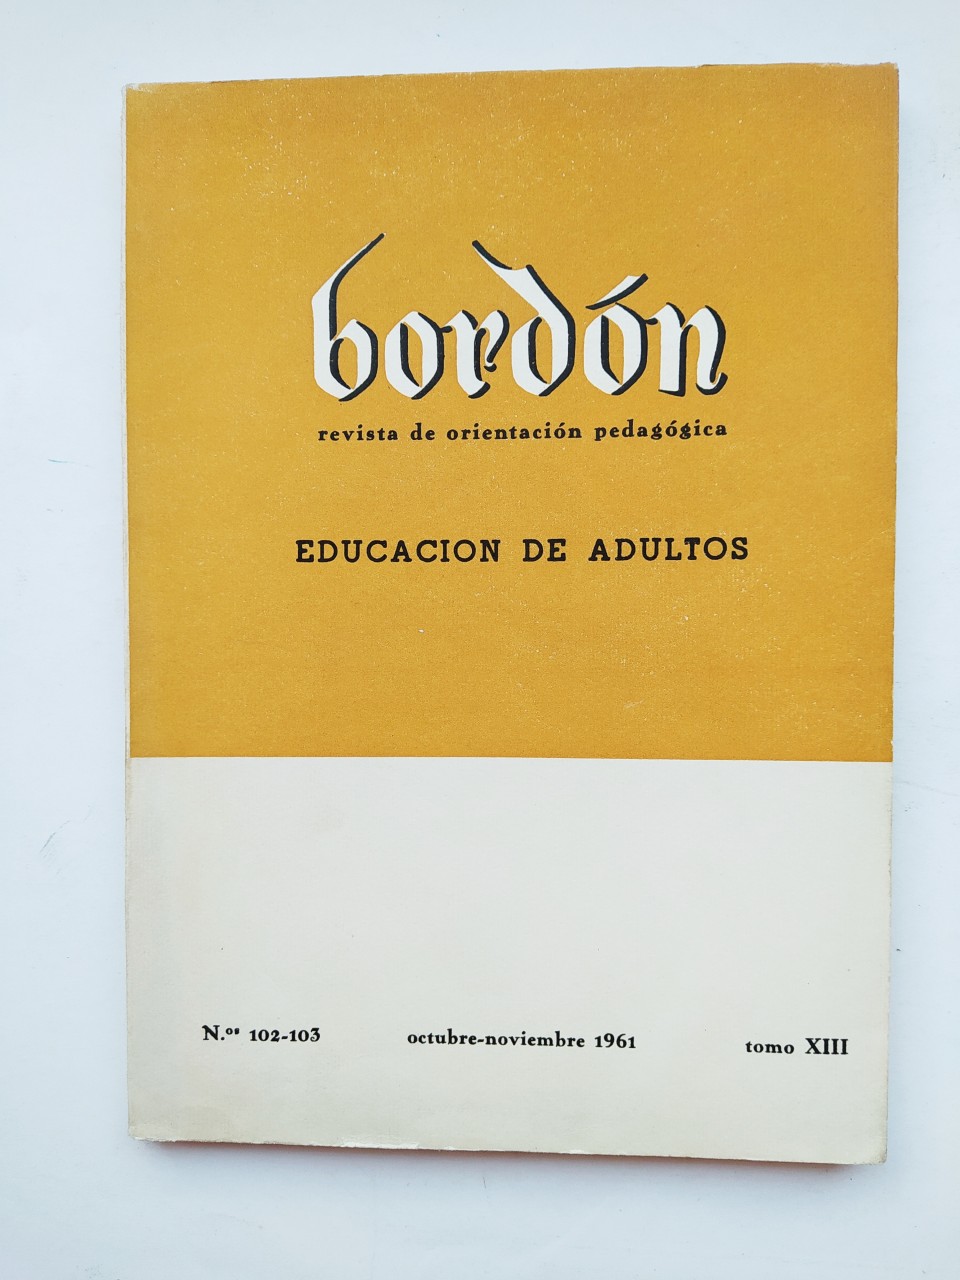 bordón
revista de orientación pedagógica
EDUCACION DE ADULTOS
N.os 102-103 octubre-noviembre 1961 tomo XIII